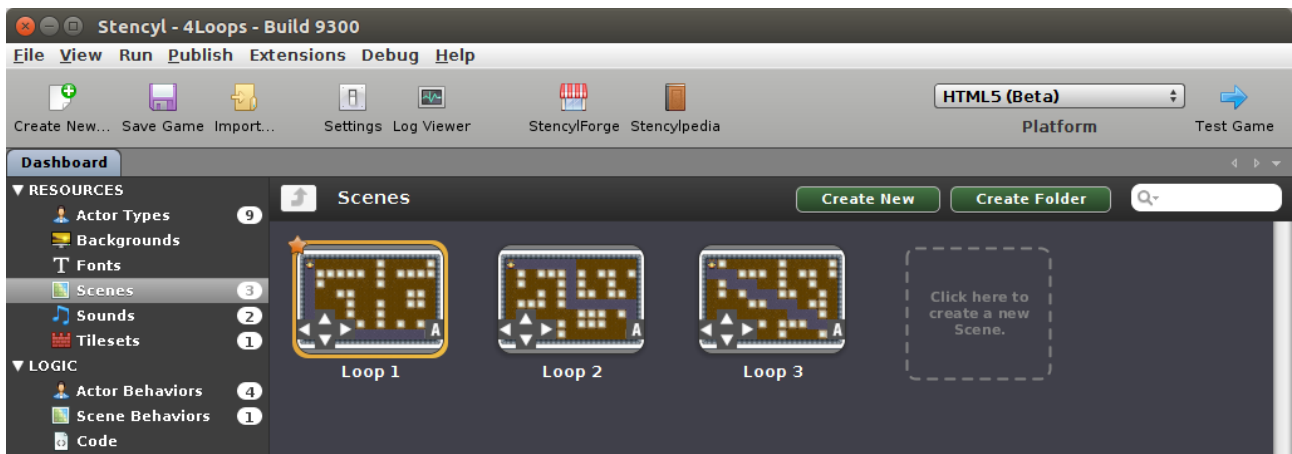 Stencyl - 4Loops - Build 9300
File View Run Publish Extensions Debug Help
HTML5 (Beta)
Create New... Save Game Import... Settings Log Viewer StencylForge Stencylpedia Platform Test Game
Dashboard
RESOURCES
Scenes Create New Create Folder
Actor Types 9
Backgrounds
Fonts
Scenes 3
Sounds 2
Tilesets 1
LOGIC
Actor Behaviors 4
Scene Behaviors 1
Code
A A A
Loop 1 Loop 2 Loop 3
Click here to
create a new
Scene.